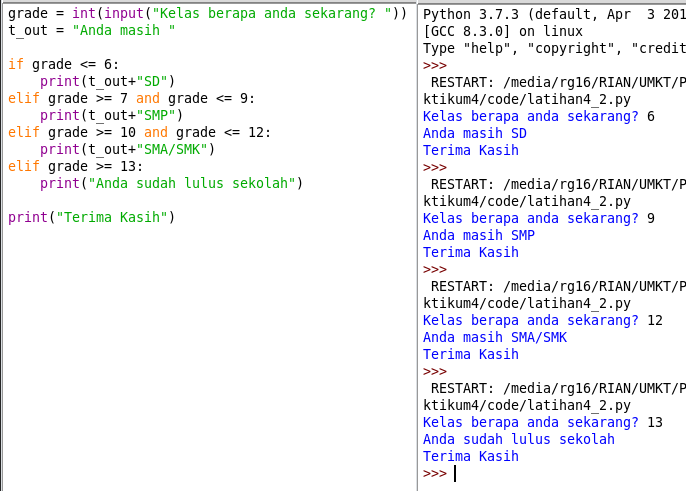 grade = int(input("Kelas berapa anda sekarang? "))
t_out = "Anda masih "
if grade <= 6:
    print(t_out+"SD")
elif grade >= 7 and grade <= 9:
    print(t_out+"SMP")
elif grade >= 10 and grade <= 12:
    print(t_out+"SMA/SMK")
elif grade >= 13:
    print("Anda sudah lulus sekolah")
print("Terima Kasih")
Python 3.7.3 (default, Apr  3 201
[GCC 8.3.0] on linux
Type "help", "copyright", "credit
>>>
 RESTART: /media/rg16/RIAN/UMKT/P
ktikum4/code/latihan4_2.py
Kelas berapa anda sekarang? 6
Anda masih SD
Terima Kasih
>>>
 RESTART: /media/rg16/RIAN/UMKT/P
ktikum4/code/latihan4_2.py
Kelas berapa anda sekarang? 9
Anda masih SMP
Terima Kasih
>>>
 RESTART: /media/rg16/RIAN/UMKT/P
ktikum4/code/latihan4_2.py
Kelas berapa anda sekarang? 12
Anda masih SMA/SMK
Terima Kasih
>>>
 RESTART: /media/rg16/RIAN/UMKT/P
ktikum4/code/latihan4_2.py
Kelas berapa anda sekarang? 13
Anda sudah lulus sekolah
Terima Kasih
>>>